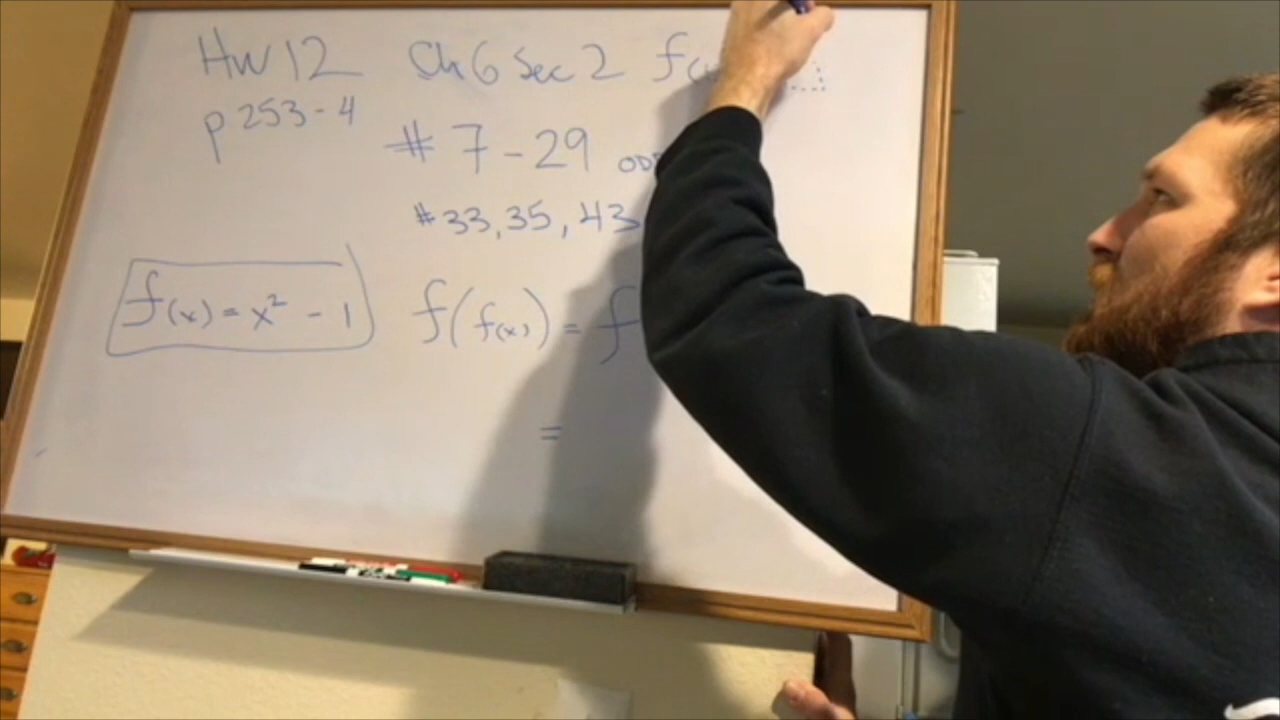 HW 12 Ch 6 Sec 2 f(
p 253-4
# 7-29
#33, 35, 43
f(x) = x² - 1 f(f(x)) = f
=